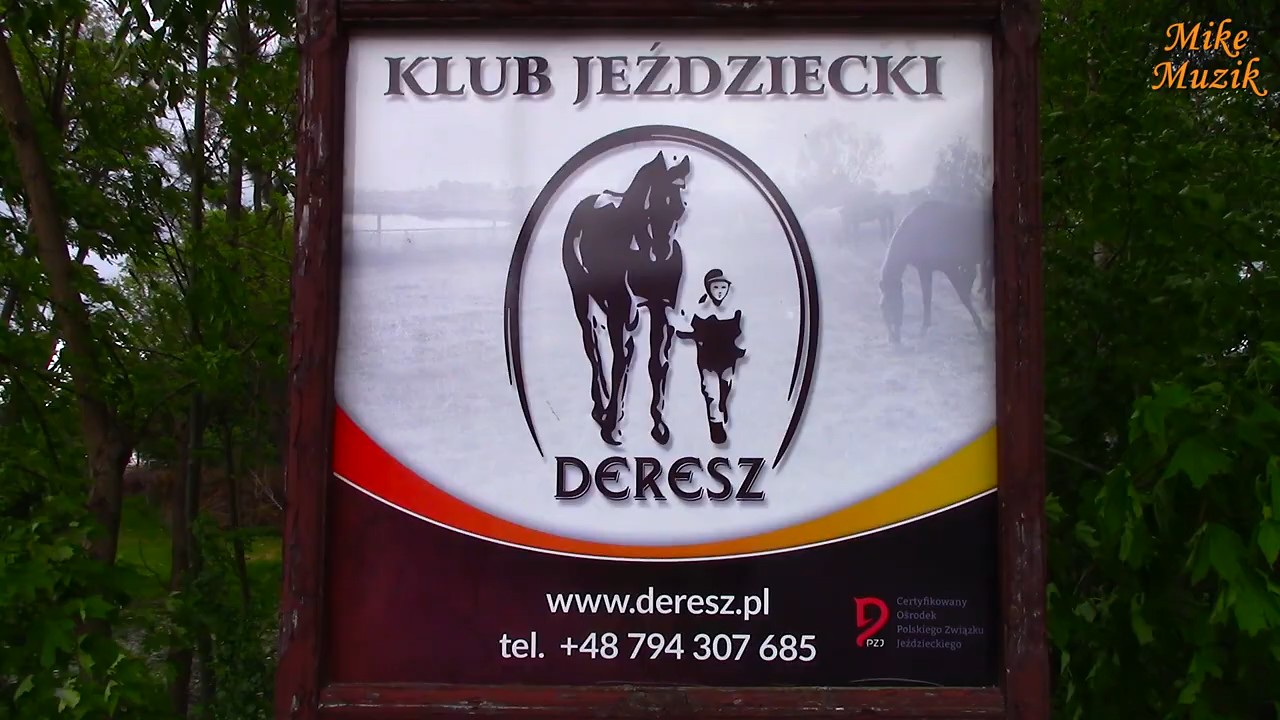 Mike
Muzik
KLUB JEŹDZIECKI
DERESZ
www.deresz.pl
tel. +48 794 307 685
PZJ
Certyfikowany
Ośrodek
Polskiego Związku
Jeździeckiego